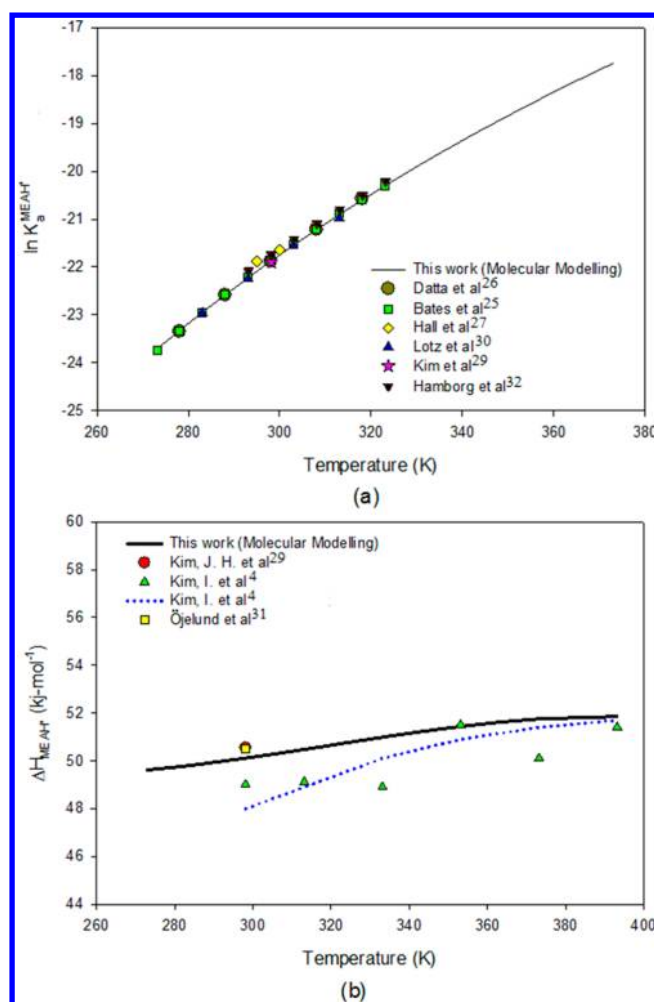 -17
-18
-19
-20
-21
-22
-23
-24
-25
ln KaMEAH+
This work (Molecular Modelling)
Datta et al26
Bates et al25
Hall et al27
Lotz et al30
Kim et al29
Hamborg et al32
260 280 300 320 340 360 380
Temperature (K)
(a)
60
58
56
54
52
50
48
46
44
ΔHMEAH+ (kj-mol-1)
This work (Molecular Modelling)
Kim, J. H. et al29
Kim, I. et al4
Kim, I. et al4
Öjelund et al31
260 280 300 320 340 360 380 400
Temperature (K)
(b)